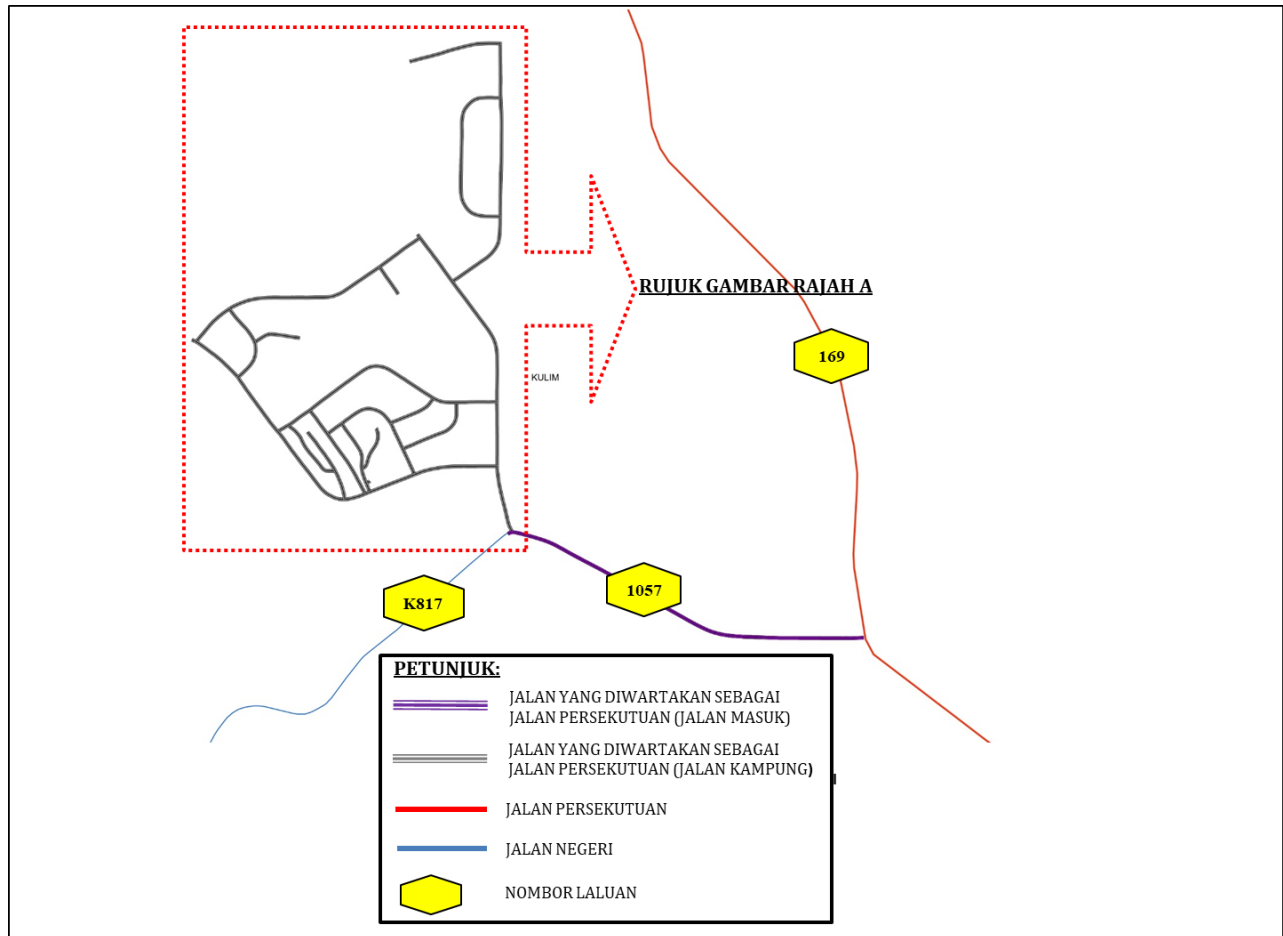 RUJUK GAMBAR RAJAH A
169
KULIM
1057
K817
PETUNJUK:
JALAN YANG DIWARTAKAN SEBAGAI
JALAN PERSEKUTUAN (JALAN MASUK)
JALAN YANG DIWARTAKAN SEBAGAI
JALAN PERSEKUTUAN (JALAN KAMPUNG)
JALAN PERSEKUTUAN
JALAN NEGERI
NOMBOR LALUAN